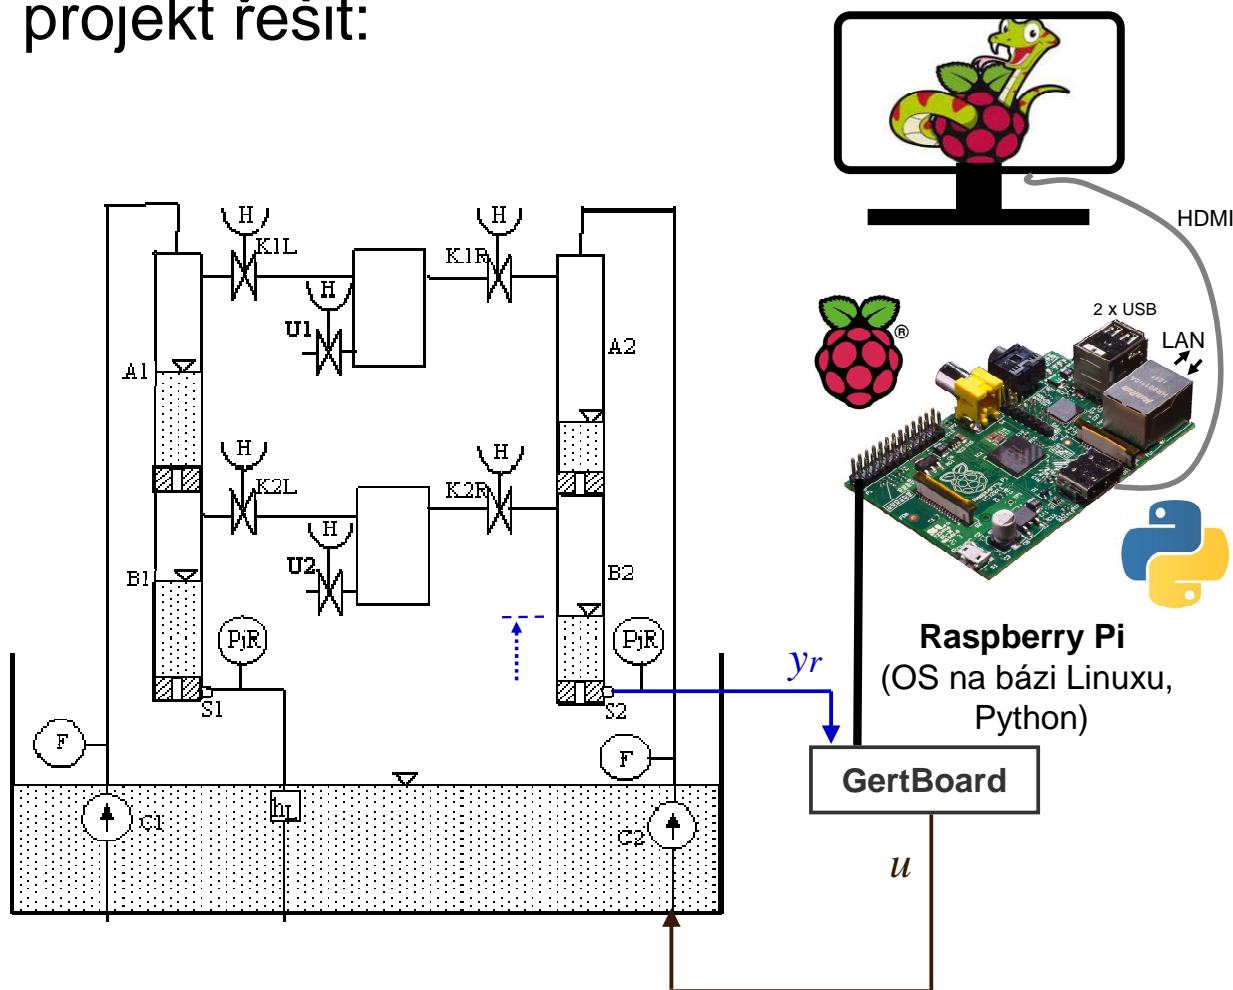 projekt řešit:
HDMI
2 x USB
LAN
®
H
H
K1L
K1R
H
U1
A1
A2
H
H
K2L
K2R
H
U2
B1
B2
PjR
PjR
yr
S1
S2
Raspberry Pi
(OS na bázi Linuxu,
Python)
F
F
GertBoard
C1
hL
C2
u